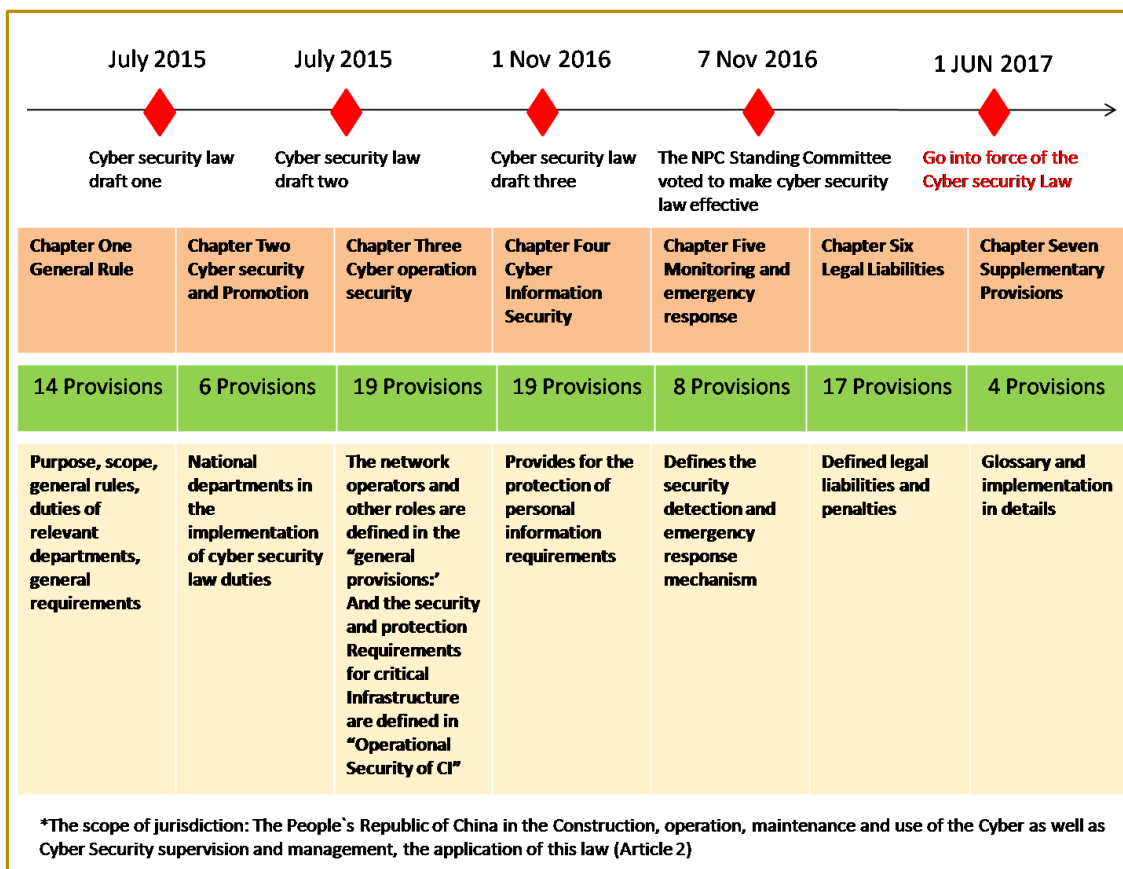 July 2015
July 2015
1 Nov 2016
7 Nov 2016
1 JUN 2017
Cyber security law
draft one
Cyber security law
draft two
Cyber security law
draft three
The NPC Standing Committee
voted to make cyber security
law effective
Go into force of the
Cyber security Law
Chapter One
General Rule
Chapter Two
Cyber security
and Promotion
Chapter Three
Cyber operation
security
Chapter Four
Cyber
Information
Security
Chapter Five
Monitoring and
emergency
response
Chapter Six
Legal Liabilities
Chapter Seven
Supplementary
Provisions
14 Provisions
6 Provisions
19 Provisions
19 Provisions
8 Provisions
17 Provisions
4 Provisions
Purpose, scope,
general rules,
duties of
relevant
departments,
general
requirements
National
departments in
the
implementation
of cyber security
law duties
The network
operators and
other roles are
defined in the
“general
provisions:’
And the security
and protection
Requirements
for critical
Infrastructure
are defined in
“Operational
Security of CI”
Provides for the
protection of
personal
information
requirements
Defines the
security
detection and
emergency
response
mechanism
Defined legal
liabilities and
penalties
Glossary and
implementation
in details
*The scope of jurisdiction: The People`s Republic of China in the Construction, operation, maintenance and use of the Cyber as well as
Cyber Security supervision and management, the application of this law (Article 2)